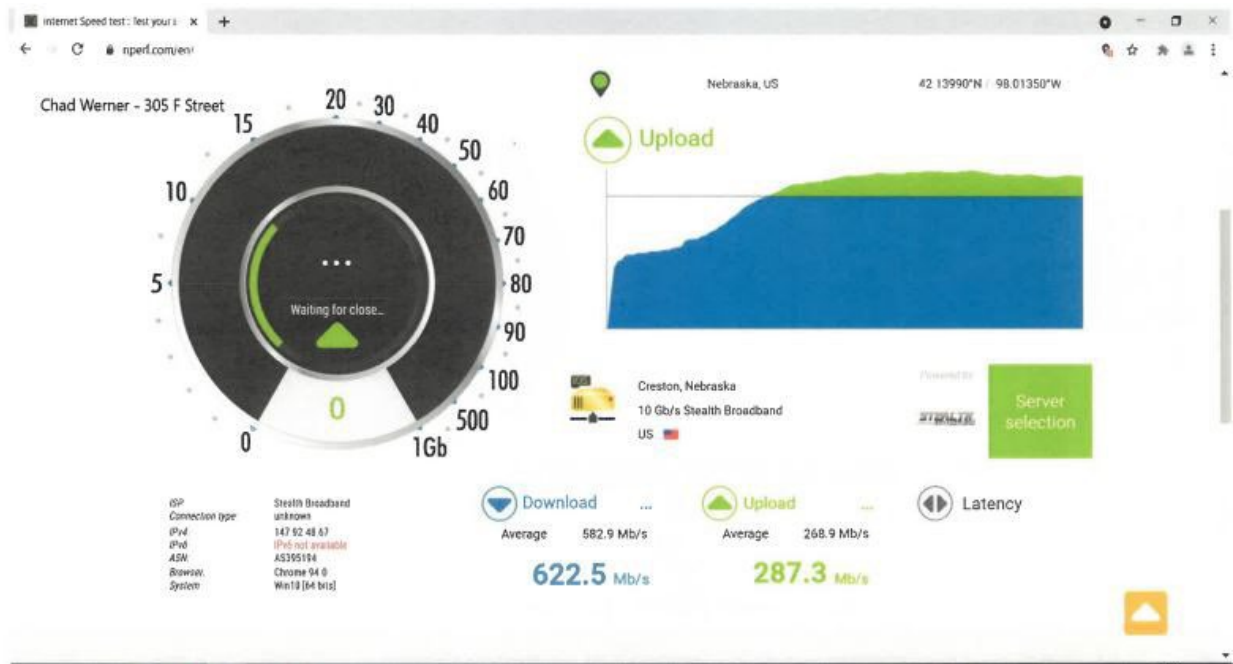 internet Speed test : Test your
nperf.com/en/
Chad Werner - 305 F Street
Nebraska, US
42.13990°N / 98.01350°W
Upload
0
5
10
15
20
30
40
50
60
70
80
90
100
500
1Gb
...
Waiting for close...
0
Creston, Nebraska
10 Gb/s Stealth Broadband
US
Powered by
STEALTH
Server
selection
ISP Stealth Broadband
Connection type unknown
IPv4 147 92 48 67
IPv6 IPv6 not available
ASN. AS395194
Browser. Chrome 94 0
System Win10 [64 bits]
Download ...
Average 582.9 Mb/s
622.5 Mb/s
Upload ...
Average 268.9 Mb/s
287.3 Mb/s
Latency